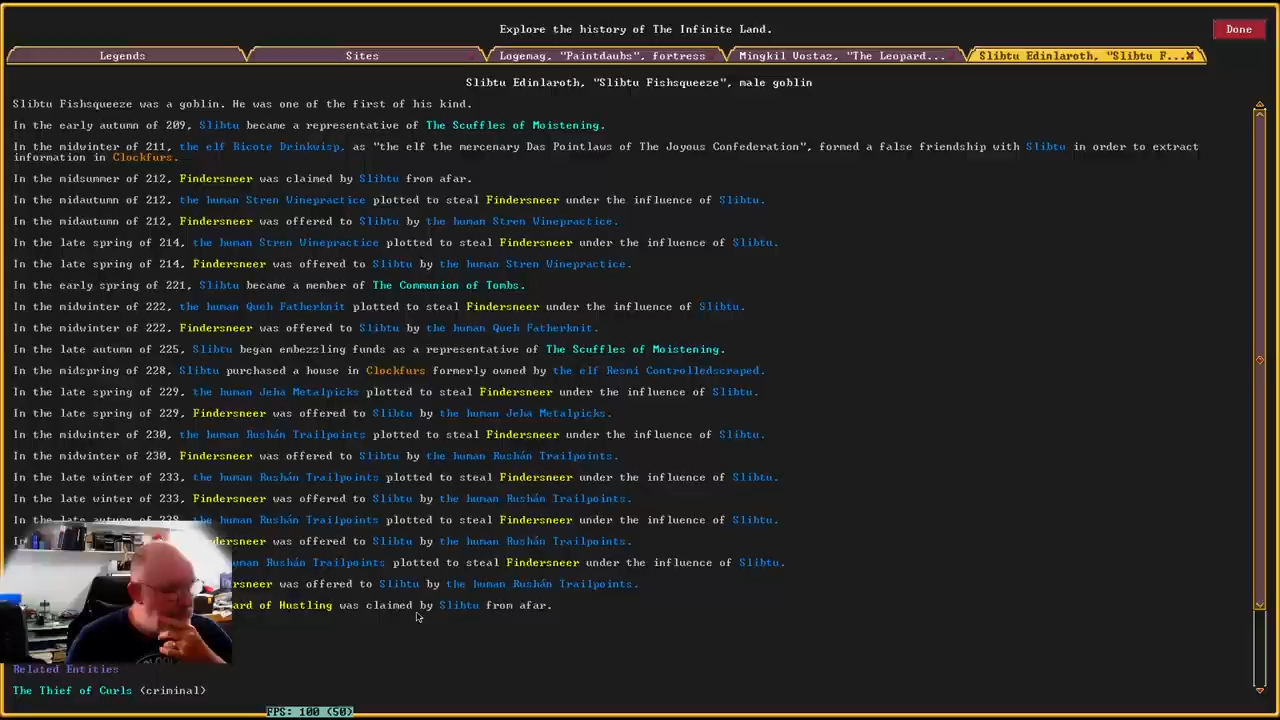 Explore the history of The Infinite Land.
Done
Legends
Sites
Logemag, "Paintdaubs", fortress
Mingkil Vostaz, "The Leopard...
Slibtu Edinlaroth, "Slibtu F...
Slibtu Edinlaroth, "Slibtu Fishsqueeze", male goblin
Slibtu Fishsqueeze was a goblin. He was one of the first of his kind.
In the early autumn of 209, Slibtu became a representative of The Scuffles of Moistening.
In the midwinter of 211, the elf Ricote Drinkwisp, as "the elf the mercenary Das Pointlaws of The Joyous Confederation", formed a false friendship with Slibtu in order to extract
information in Clockfurs.
In the midsummer of 212, Findersneer was claimed by Slibtu from afar.
In the midautumn of 212, the human Stren Winepractice plotted to steal Findersneer under the influence of Slibtu.
In the midautumn of 212, Findersneer was offered to Slibtu by the human Stren Winepractice.
In the late spring of 214, the human Stren Winepractice plotted to steal Findersneer under the influence of Slibtu.
In the late spring of 214, Findersneer was offered to Slibtu by the human Stren Winepractice.
In the early spring of 221, Slibtu became a member of The Communion of Tombs.
In the midwinter of 222, the human Queh Fatherknit plotted to steal Findersneer under the influence of Slibtu.
In the midwinter of 222, Findersneer was offered to Slibtu by the human Queh Fatherknit.
In the late autumn of 225, Slibtu began embezzling funds as a representative of The Scuffles of Moistening.
In the midspring of 228, Slibtu purchased a house in Clockfurs formerly owned by the elf Resmi Controlledscraped.
In the late spring of 229, the human Jeha Metalpicks plotted to steal Findersneer under the influence of Slibtu.
In the late spring of 229, Findersneer was offered to Slibtu by the human Jeha Metalpicks.
In the midwinter of 230, the human Rushán Trailpoints plotted to steal Findersneer under the influence of Slibtu.
In the midwinter of 230, Findersneer was offered to Slibtu by the human Rushán Trailpoints.
In the late winter of 233, the human Rushán Trailpoints plotted to steal Findersneer under the influence of Slibtu.
In the late winter of 233, Findersneer was offered to Slibtu by the human Rushán Trailpoints.
In the late autumn of the human Rushán Trailpoints plotted to steal Findersneer under the influence of Slibtu.
In was offered to Slibtu by the human Rushán Trailpoints.
Rushán Trailpoints plotted to steal Findersneer under the influence of Slibtu.
was offered to Slibtu by the human Rushán Trailpoints.
of Hustling was claimed by Slibtu from afar.
Related Entities
The Thief of Curls (criminal)
FPS: 100 (50)